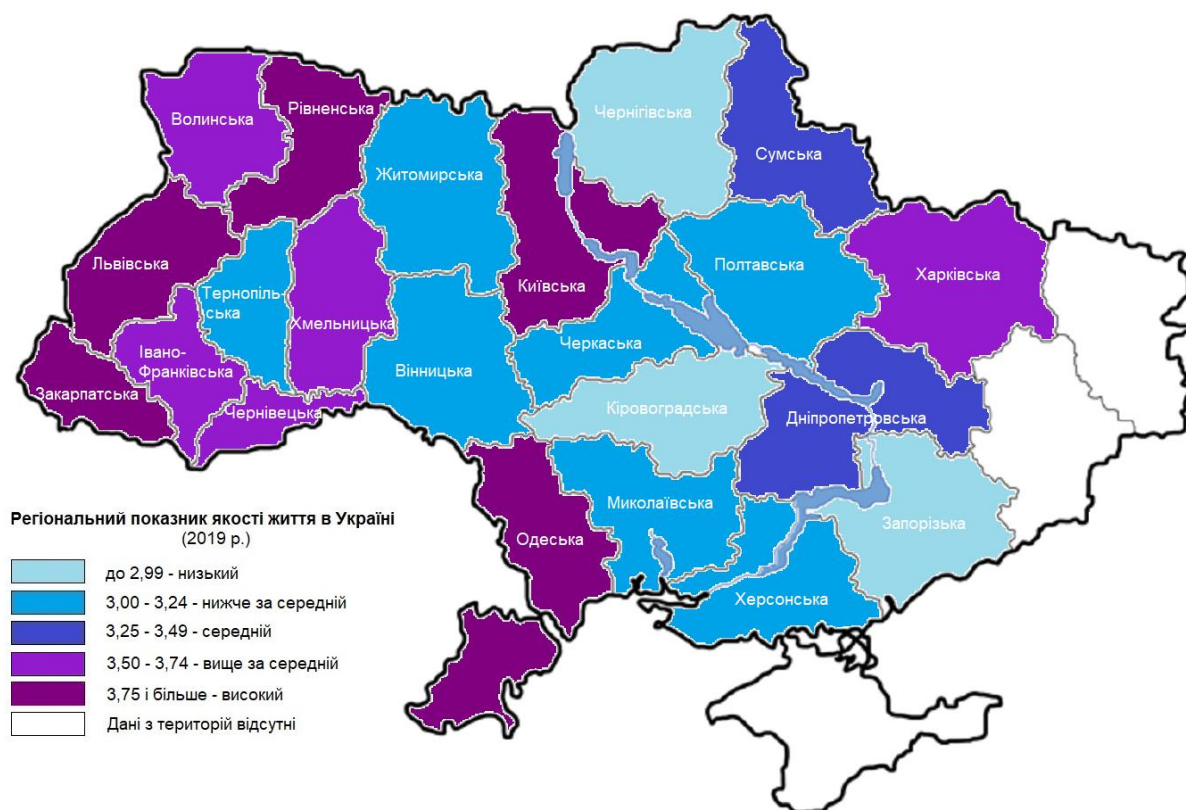 Волинська
Рівненська
Житомирська
Чернігівська
Сумська
Львівська
Тернопіль-
ська
Хмельницька
Київська
Полтавська
Харківська
Івано-
Франківська
Закарпатська
Чернівецька
Вінницька
Черкаська
Кіровоградська
Дніпропетровська
Миколаївська
Одеська
Запорізька
Херсонська
Регіональний показник якості життя в Україні
(2019 р.)
до 2,99 - низький
3,00 - 3,24 - нижче за середній
3,25 - 3,49 - середній
3,50 - 3,74 - вище за середній
3,75 і більше - високий
Дані з територій відсутні